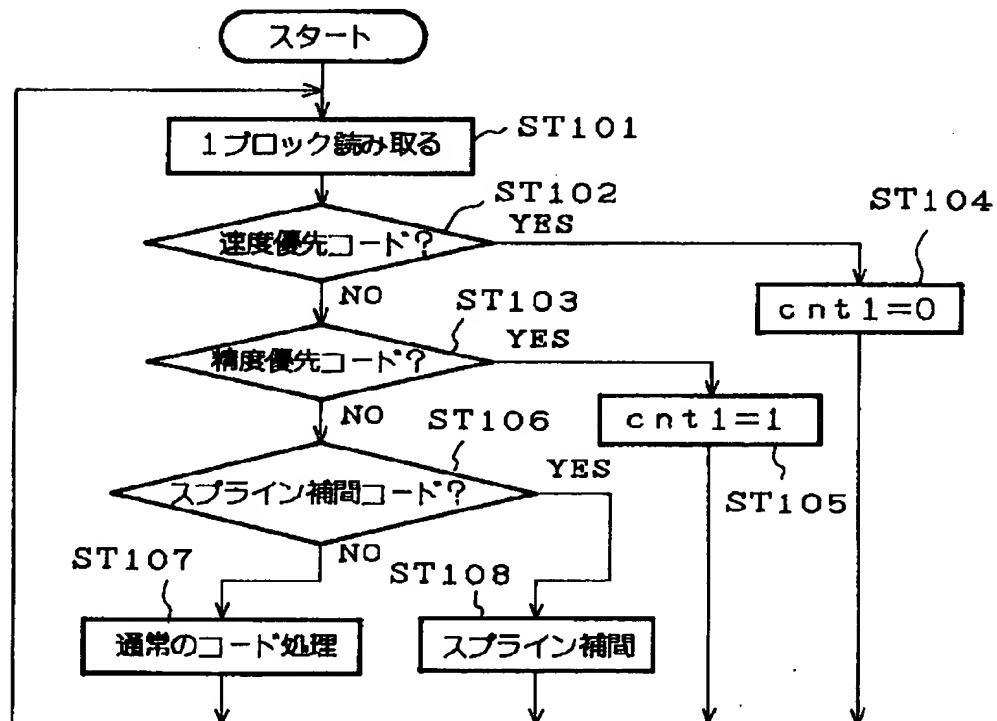 スタート
1ブロック読み取る
ST101
ST102
速度優先コード?
YES
ST104
NO
cnt1=0
ST103
精度優先コード?
YES
NO
cnt1=1
ST106
ST105
スプライン補間コード?
YES
NO
ST107
ST108
通常のコード処理
スプライン補間